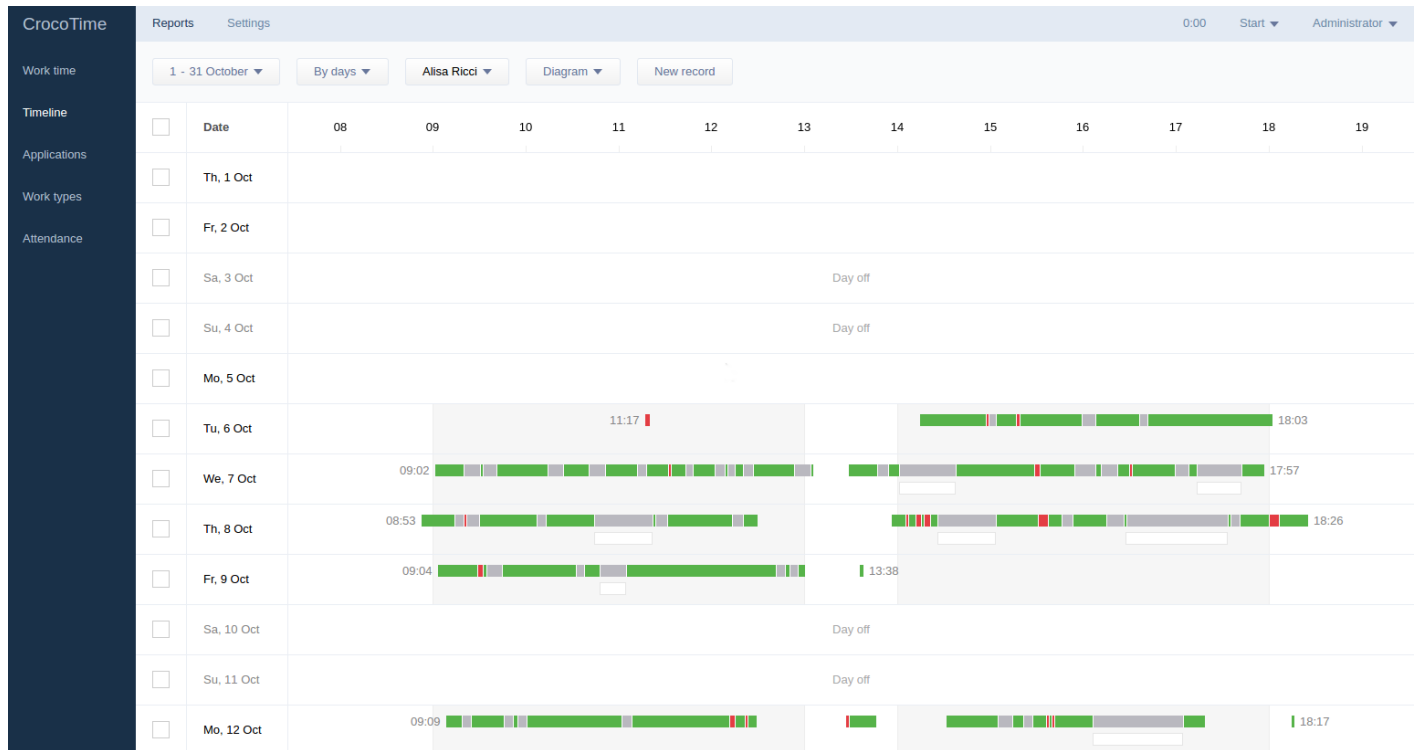 CrocoTime Reports Settings 0:00 Start Administrator
Work time
Timeline
Applications
Work types
Attendance
1 - 31 October By days Alisa Ricci Diagram New record
Date 08 09 10 11 12 13 14 15 16 17 18 19
Th, 1 Oct
Fr, 2 Oct
Sa, 3 Oct Day off
Su, 4 Oct Day off
Mo, 5 Oct
Tu, 6 Oct 11:17 18:03
We, 7 Oct 09:02 17:57
Th, 8 Oct 08:53 18:26
Fr, 9 Oct 09:04 13:38
Sa, 10 Oct Day off
Su, 11 Oct Day off
Mo, 12 Oct 09:09 18:17